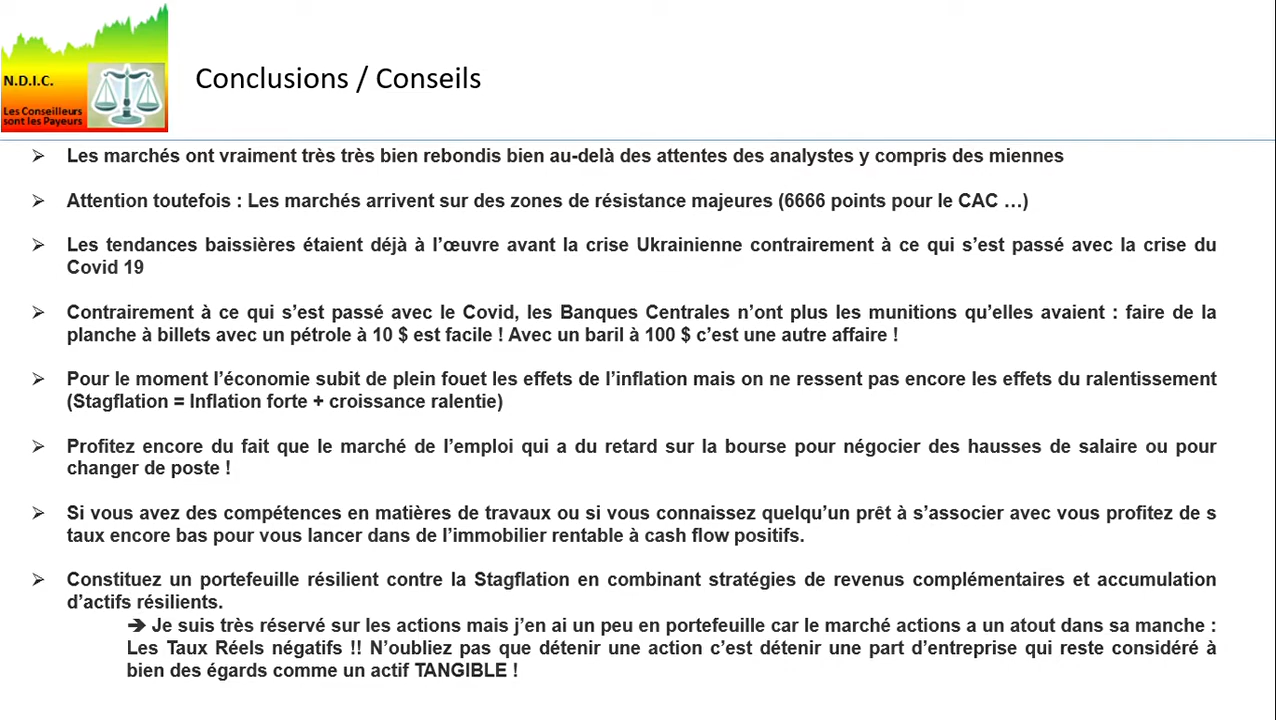 N.D.I.C.
Les Conseilleurs
sont les Payeurs
Conclusions / Conseils
➢ Les marchés ont vraiment très très bien rebondis bien au-delà des attentes des analystes y compris des miennes
➢ Attention toutefois : Les marchés arrivent sur des zones de résistance majeures (6666 points pour le CAC …)
➢ Les tendances baissières étaient déjà à l’œuvre avant la crise Ukrainienne contrairement à ce qui s’est passé avec la crise du
Covid 19
➢ Contrairement à ce qui s’est passé avec le Covid, les Banques Centrales n’ont plus les munitions qu’elles avaient : faire de la
planche à billets avec un pétrole à 10 $ est facile ! Avec un baril à 100 $ c’est une autre affaire !
➢ Pour le moment l’économie subit de plein fouet les effets de l’inflation mais on ne ressent pas encore les effets du ralentissement
(Stagflation = Inflation forte + croissance ralentie)
➢ Profitez encore du fait que le marché de l’emploi qui a du retard sur la bourse pour négocier des hausses de salaire ou pour
changer de poste !
➢ Si vous avez des compétences en matières de travaux ou si vous connaissez quelqu’un prêt à s’associer avec vous profitez de s
taux encore bas pour vous lancer dans de l’immobilier rentable à cash flow positifs.
➢ Constituez un portefeuille résilient contre la Stagflation en combinant stratégies de revenus complémentaires et accumulation
d’actifs résilients.
➔ Je suis très réservé sur les actions mais j’en ai un peu en portefeuille car le marché actions a un atout dans sa manche :
Les Taux Réels négatifs !! N’oubliez pas que détenir une action c’est détenir une part d’entreprise qui reste considéré à
bien des égards comme un actif TANGIBLE !